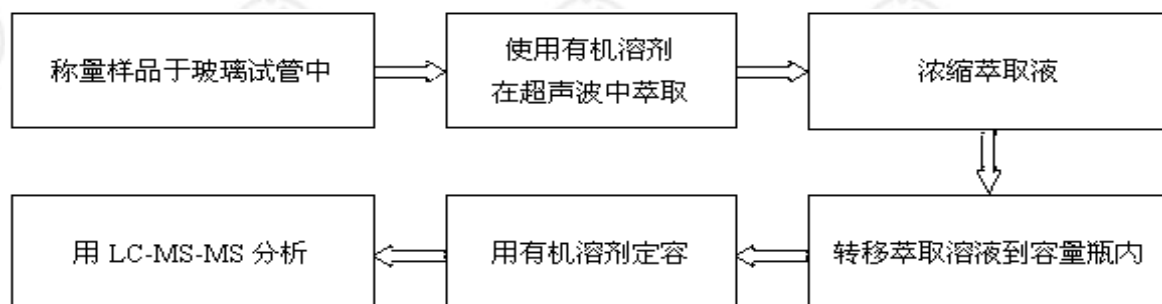 称量样品于玻璃试管中
使用有机溶剂
在超声波中萃取
浓缩萃取液
转移萃取溶液到容量瓶内
用有机溶剂定容
用 LC-MS-MS 分析